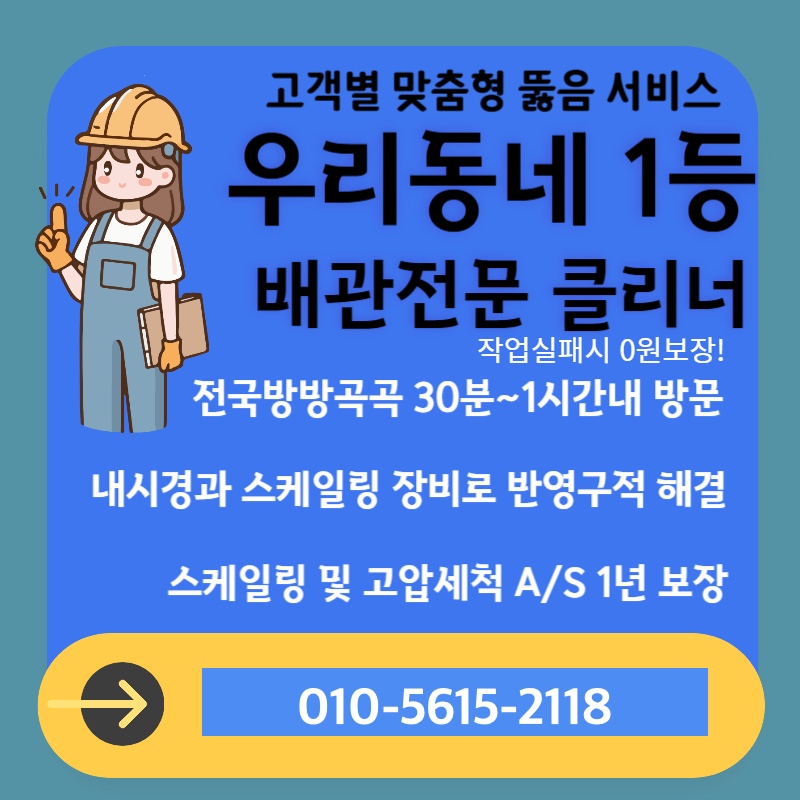 고객별 맞춤형 뚫음 서비스
우리동네 1등
배관전문 클리너
작업실패시 0원보장!
전국방방곡곡 30분~1시간내 방문
내시경과 스케일링 장비로 반영구적 해결
스케일링 및 고압세척 A/S 1년 보장
010-5615-2118